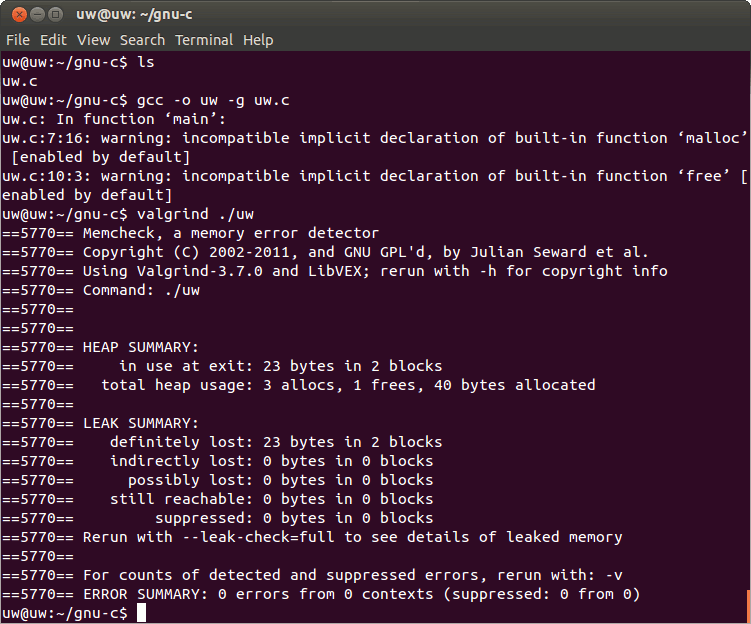 uw@uw: ~/gnu-c
File Edit View Search Terminal Help
uw@uw:~/gnu-c$ ls
uw.c
uw@uw:~/gnu-c$ gcc -o uw -g uw.c
uw.c: In function ‘main’:
uw.c:7:16: warning: incompatible implicit declaration of built-in function ‘malloc’
 [enabled by default]
uw.c:10:3: warning: incompatible implicit declaration of built-in function ‘free’ [
enabled by default]
uw@uw:~/gnu-c$ valgrind ./uw
==5770== Memcheck, a memory error detector
==5770== Copyright (C) 2002-2011, and GNU GPL'd, by Julian Seward et al.
==5770== Using Valgrind-3.7.0 and LibVEX; rerun with -h for copyright info
==5770== Command: ./uw
==5770==
==5770==
==5770== HEAP SUMMARY:
==5770==     in use at exit: 23 bytes in 2 blocks
==5770==   total heap usage: 3 allocs, 1 frees, 40 bytes allocated
==5770==
==5770== LEAK SUMMARY:
==5770==    definitely lost: 23 bytes in 2 blocks
==5770==    indirectly lost: 0 bytes in 0 blocks
==5770==      possibly lost: 0 bytes in 0 blocks
==5770==    still reachable: 0 bytes in 0 blocks
==5770==         suppressed: 0 bytes in 0 blocks
==5770== Rerun with --leak-check=full to see details of leaked memory
==5770==
==5770== For counts of detected and suppressed errors, rerun with: -v
==5770== ERROR SUMMARY: 0 errors from 0 contexts (suppressed: 0 from 0)
uw@uw:~/gnu-c$